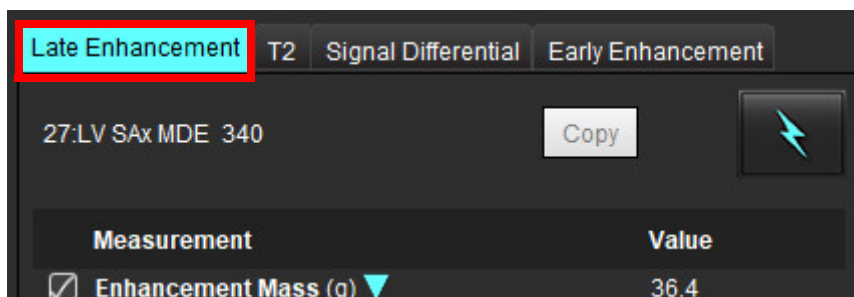 Late Enhancement T2 Signal Differential Early Enhancement
27:LV SAx MDE 340 Copy
Measurement Value
Enhancement Mass (g) 36.4